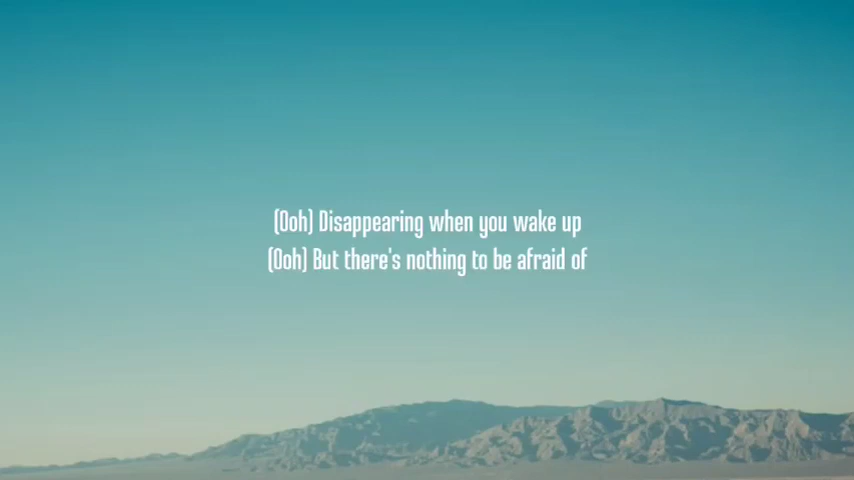 (Ooh) Disappearing when you wake up
(Ooh) But there's nothing to be afraid of